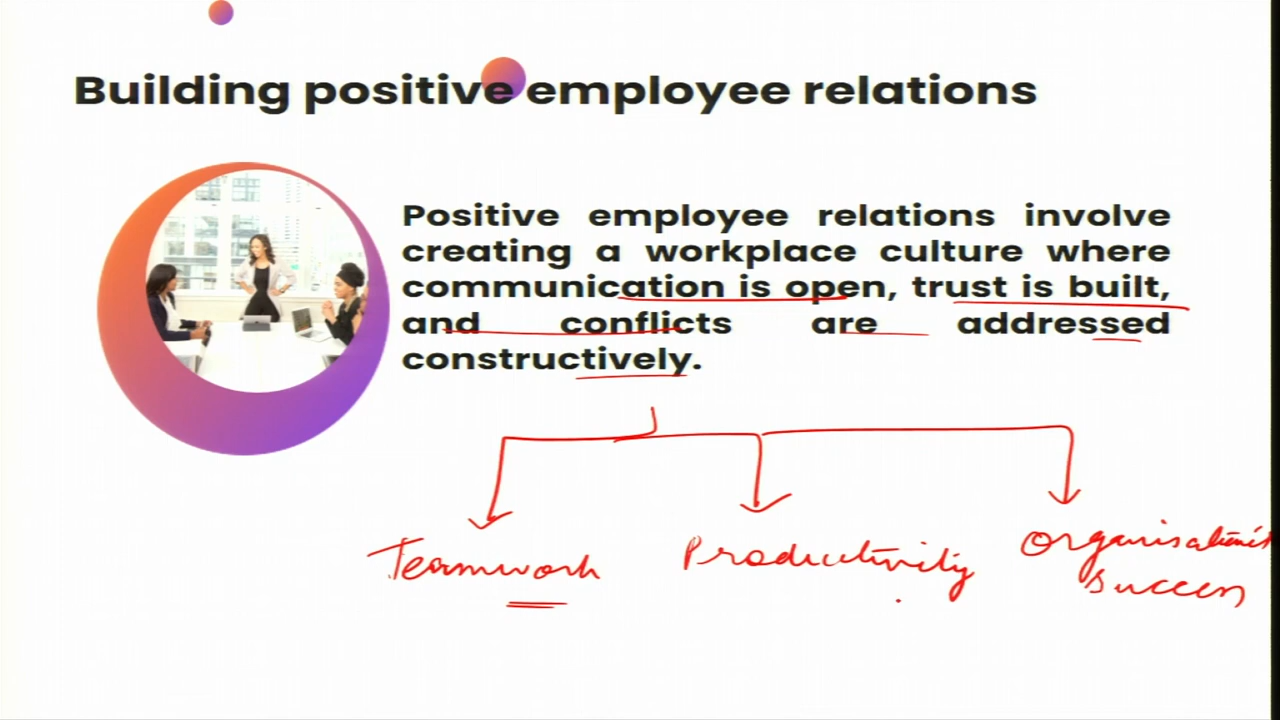 Building positive employee relations
Positive employee relations involve
creating a workplace culture where
communication is open, trust is built,
and conflicts are addressed
constructively.
Teamwork Productivity Organisation's
Success